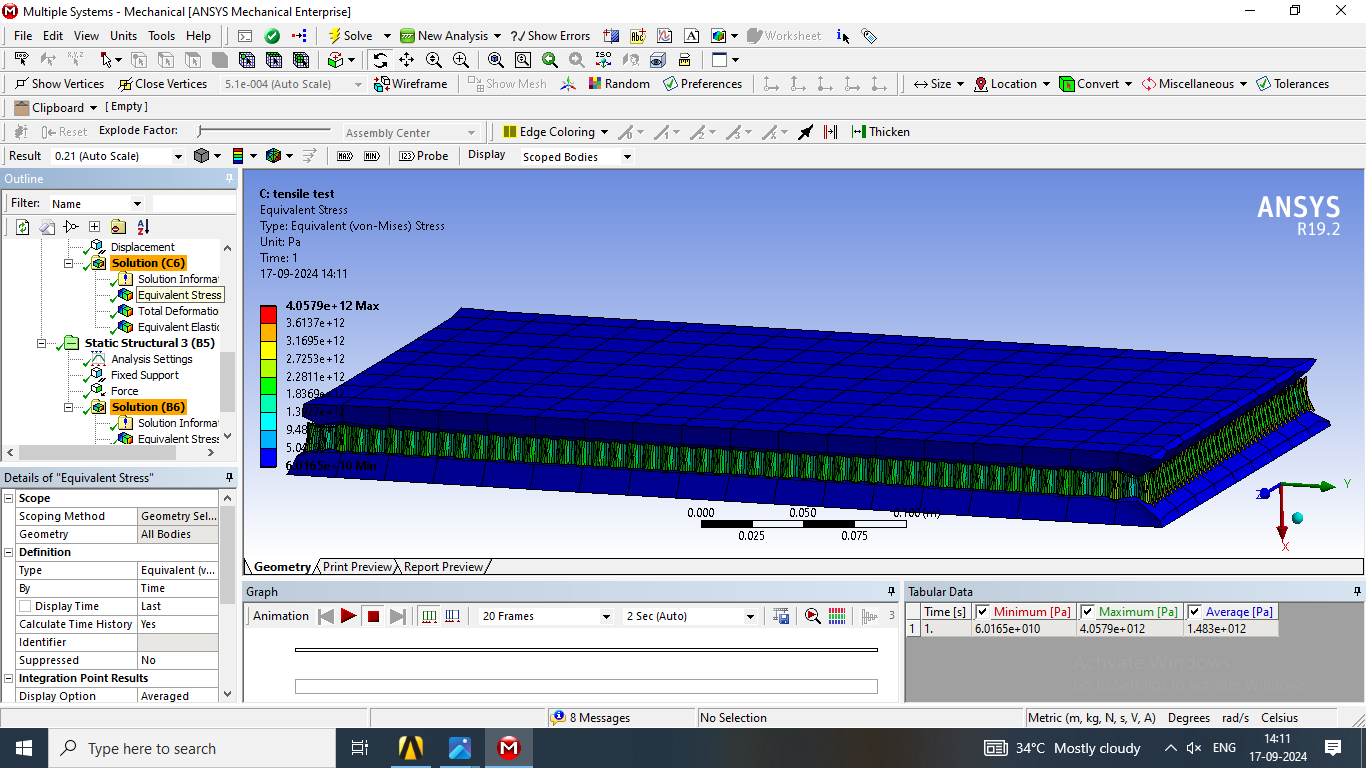 Multiple Systems - Mechanical [ANSYS Mechanical Enterprise]
File Edit View Units Tools Help Solve New Analysis ?/ Show Errors Worksheet
Show Vertices Close Vertices 5.1e-004 (Auto Scale) Wireframe Show Mesh Random Preferences Size Location Convert Miscellaneous Tolerances
Clipboard [ Empty ]
Reset Explode Factor: Assembly Center Edge Coloring Thicken
Result 0.21 (Auto Scale) MAX MIN 123 Probe Display Scoped Bodies
Outline
Filter: Name
Displacement
Solution (C6)
Solution Informa
Equivalent Stress
Total Deformatio
Equivalent Elastic
Static Structural 3 (B5)
Analysis Settings
Fixed Support
Force
Solution (B6)
Solution Informa
Equivalent Stress
Details of "Equivalent Stress"
Scope
Scoping Method Geometry Sel...
Geometry All Bodies
Definition
Type Equivalent (v...
By Time
Display Time Last
Calculate Time History Yes
Identifier
Suppressed No
Integration Point Results
Display Option Averaged
C: tensile test
Equivalent Stress
Type: Equivalent (von-Mises) Stress
Unit: Pa
Time: 1
17-09-2024 14:11
ANSYS
R19.2
4.0579e+12 Max
3.6137e+12
3.1695e+12
2.7253e+12
2.2811e+12
1.8369e
9.48
5.04
6.0165e+10 Min
0.000 0.050 0.100 (m)
0.025 0.075
Y
Z
X
Geometry Print Preview Report Preview
Graph
Animation 20 Frames 2 Sec (Auto) 3
Tabular Data
Time [s] Minimum [Pa] Maximum [Pa] Average [Pa]
1 1. 6.0165e+010 4.0579e+012 1.483e+012
Activate Windows
Go to Settings to activate Windows.
8 Messages No Selection Metric (m, kg, N, s, V, A) Degrees rad/s Celsius
Type here to search 34°C Mostly cloudy ENG 14:11
17-09-2024